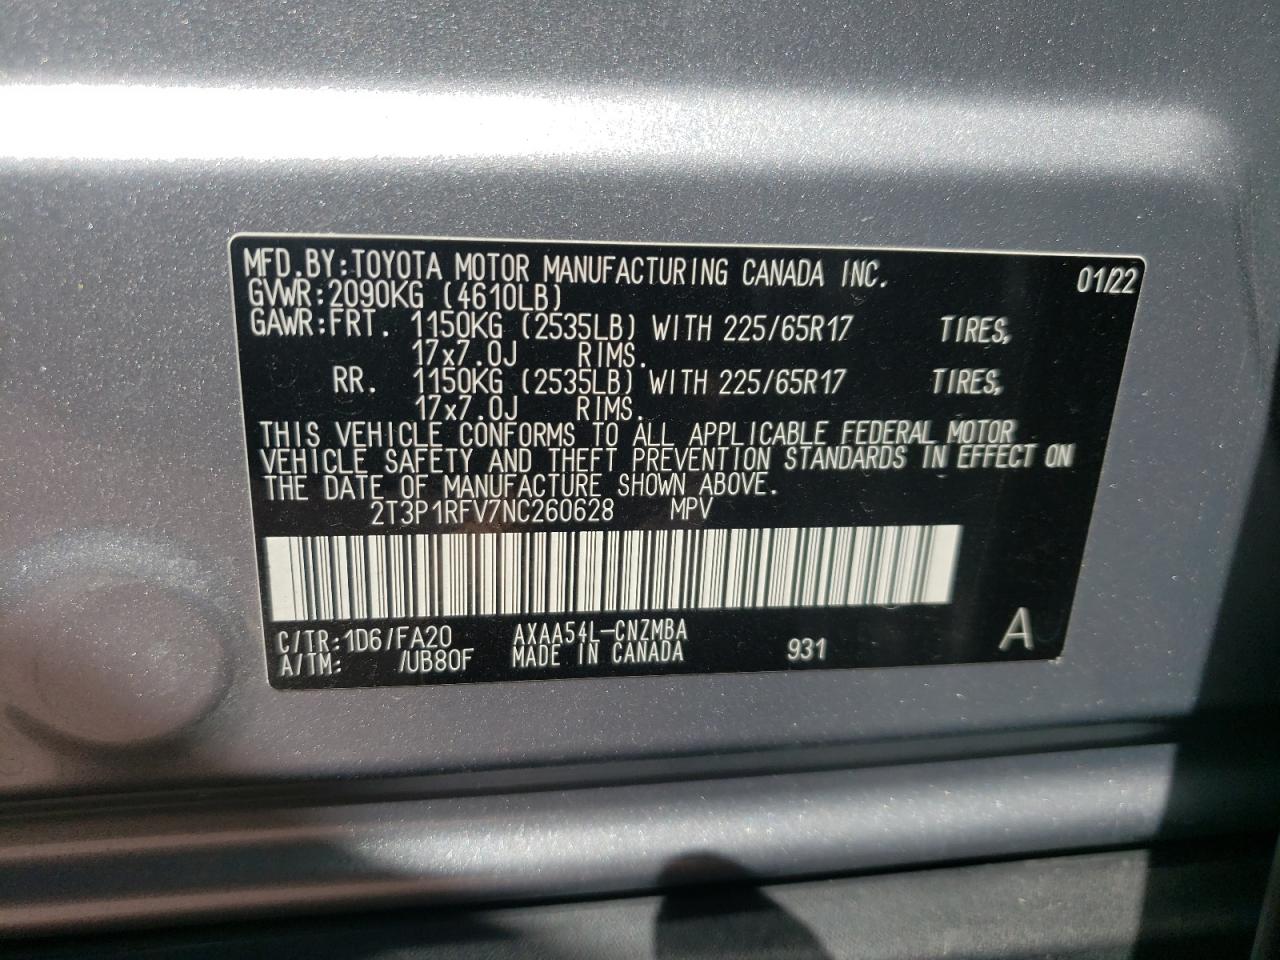 MFD.BY:TOYOTA MOTOR MANUFACTURING CANADA INC. 01/22
GVWR:2090KG (4610LB)
GAWR:FRT. 1150KG (2535LB) WITH 225/65R17 TIRES,
17x7.0J RIMS.
RR. 1150KG (2535LB) WITH 225/65R17 TIRES,
17x7.0J RIMS.
THIS VEHICLE CONFORMS TO ALL APPLICABLE FEDERAL MOTOR
VEHICLE SAFETY AND THEFT PREVENTION STANDARDS IN EFFECT ON
THE DATE OF MANUFACTURE SHOWN ABOVE.
2T3P1RFV7NC260628 MPV
C/TR:1D6/FA20 AXAA54L-CNZMBA 931 A
A/TM: /UB80F MADE IN CANADA